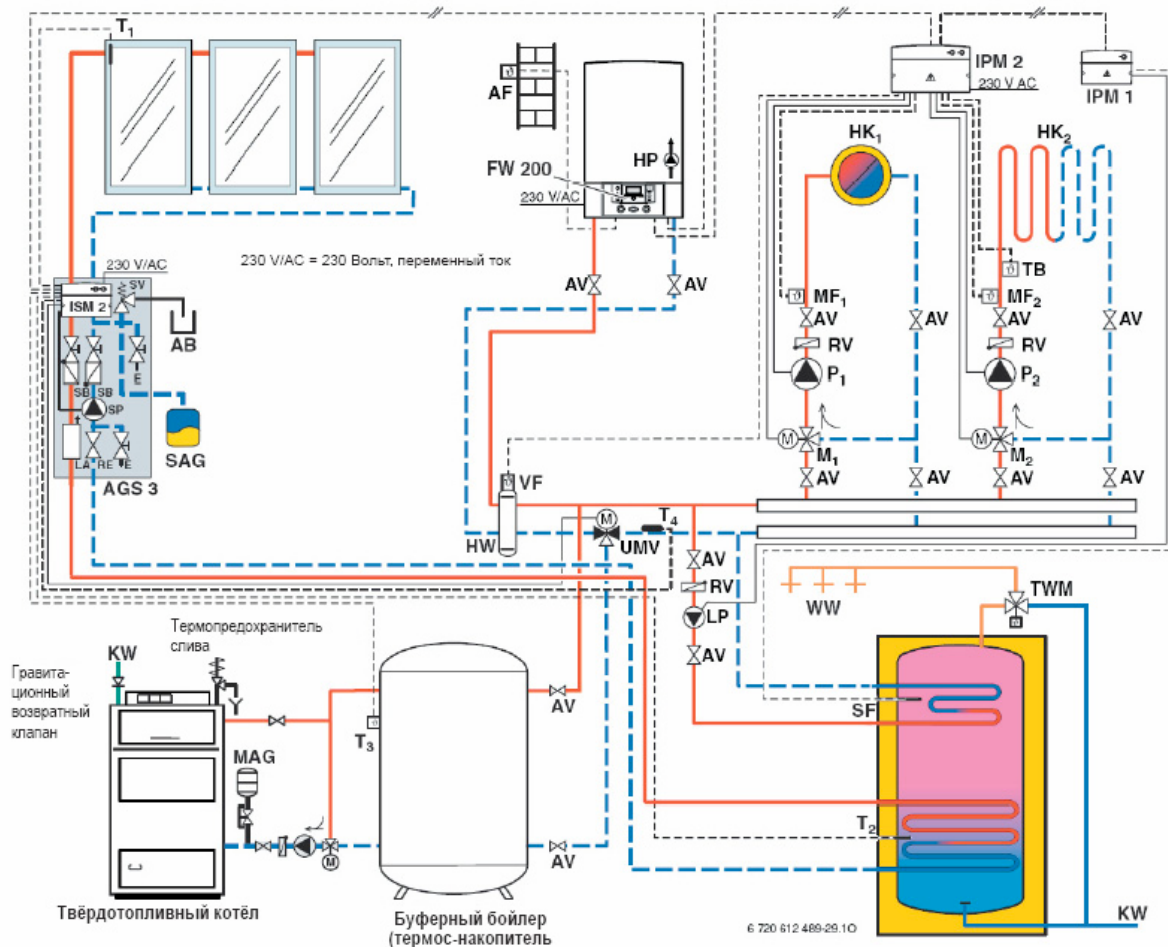 T1
AF
FW 200
HP
230 V/AC
IPM 2
230 V AC
IPM 1
HK1
HK2
230 V/AC = 230 Вольт, переменный ток
230 V/AC
ISM 2
SV
AB
E
SB
SB
SP
SAG
LA
RE
E
AGS 3
AV
AV
TB
MF1
MF2
AV
AV
AV
AV
RV
RV
P1
P2
M
M1
M
M2
AV
AV
AV
AV
VF
HW
M
UMV
T4
AV
RV
LP
AV
WW
TWM
Термопредохранитель
слива
KW
Гравита-
ционный
возвратный
клапан
MAG
M
T3
AV
AV
SF
T2
KW
Твёрдотопливный котёл
Буферный бойлер
(термос-накопитель
6 720 612 489-29.1O